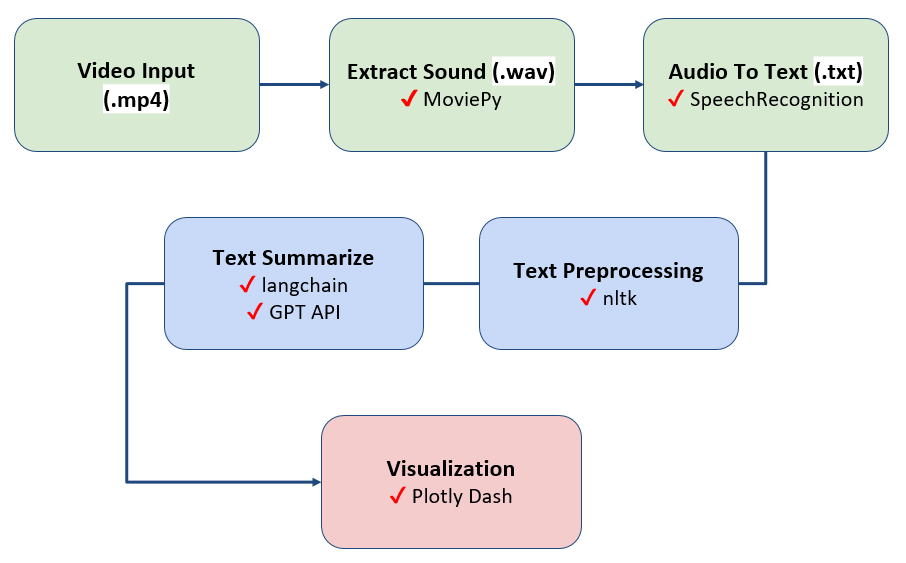 Video Input
(.mp4)
Extract Sound (.wav)
✓ MoviePy
Audio To Text (.txt)
✓ SpeechRecognition
Text Summarize
✓ langchain
✓ GPT API
Text Preprocessing
✓ nltk
Visualization
✓ Plotly Dash